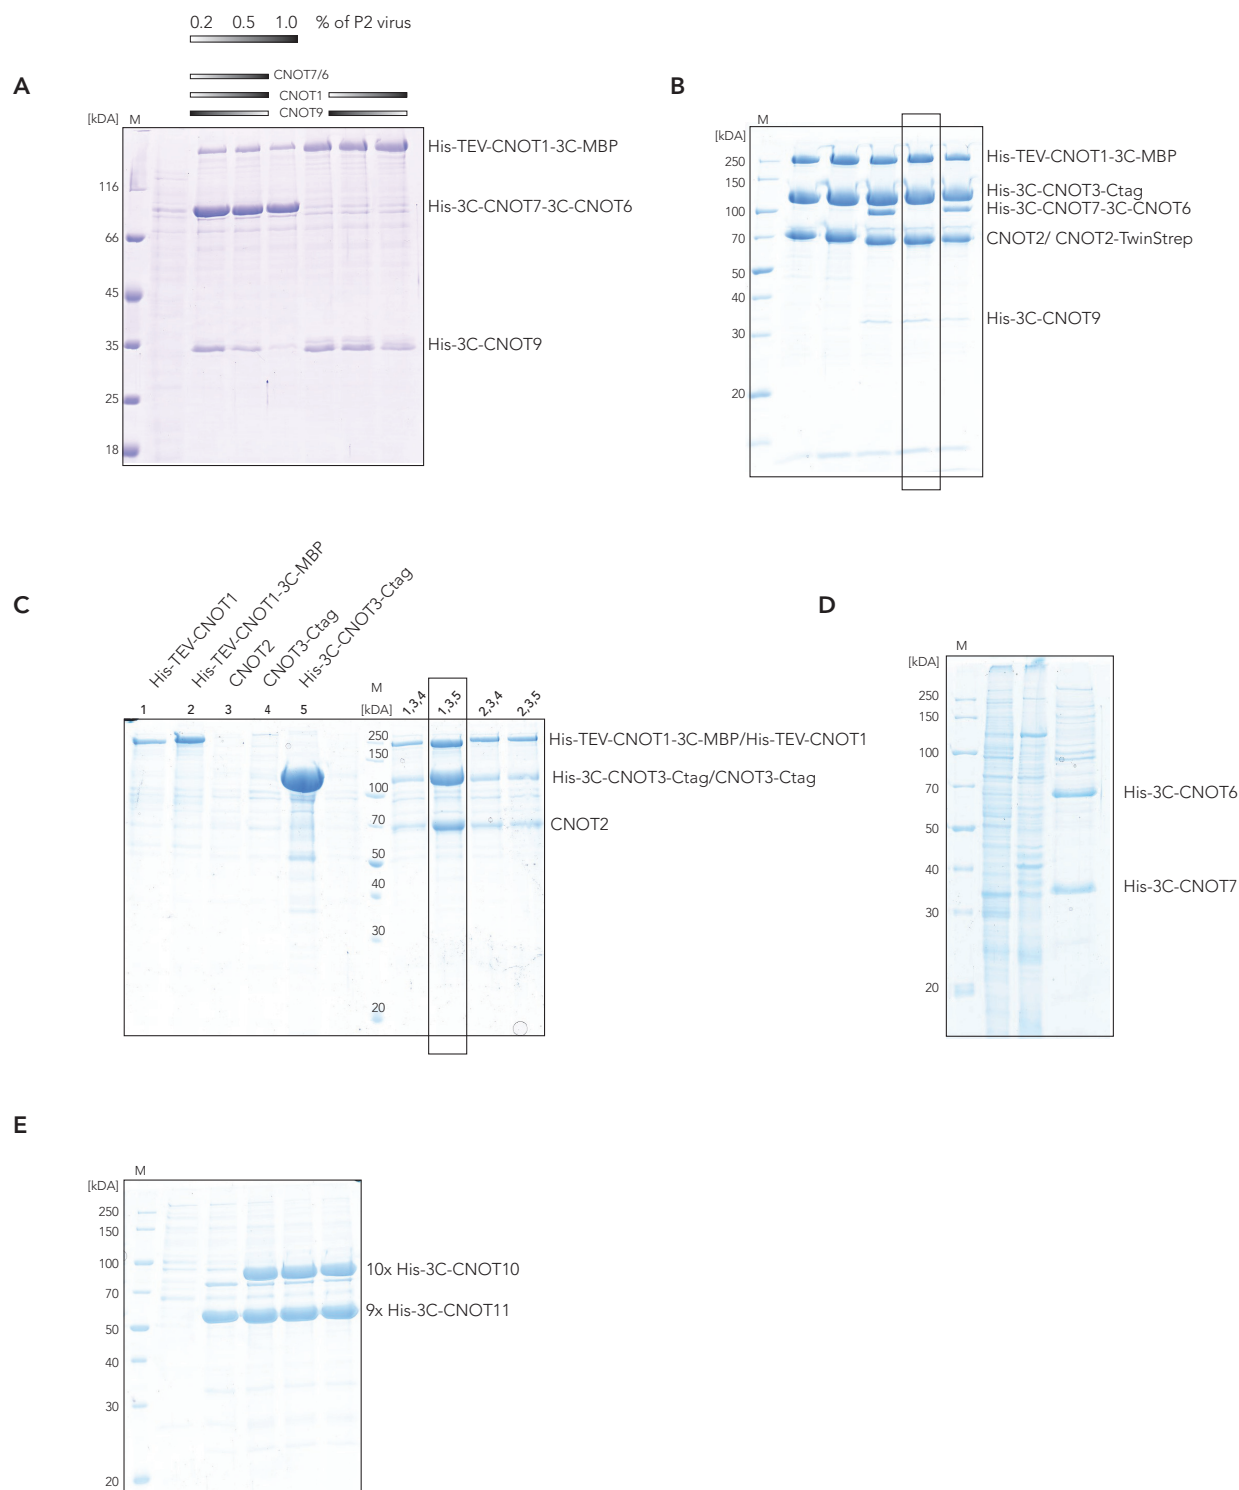 0.2 0.5 1.0 % of P2 virus
A
CNOT7/6
CNOT1
CNOT9
[kDA] M
116
66
45
35
25
18
His-TEV-CNOT1-3C-MBP
His-3C-CNOT7-3C-CNOT6
His-3C-CNOT9
B
M
[kDA]
250
150
100
70
50
40
30
20
His-TEV-CNOT1-3C-MBP
His-3C-CNOT3-Ctag
His-3C-CNOT7-3C-CNOT6
CNOT2/ CNOT2-TwinStrep
His-3C-CNOT9
C
His-TEV-CNOT1
His-TEV-CNOT1-3C-MBP
CNOT2
CNOT3-Ctag
His-3C-CNOT3-Ctag
1 2 3 4 5
M
[kDA]
1,3,4 1,3,5 2,3,4 2,3,5
250
150
100
70
50
40
30
20
His-TEV-CNOT1-3C-MBP/His-TEV-CNOT1
His-3C-CNOT3-Ctag/CNOT3-Ctag
CNOT2
D
M
[kDA]
250
150
100
70
50
40
30
20
His-3C-CNOT6
His-3C-CNOT7
E
M
[kDA]
250
150
100
70
50
40
30
20
10x His-3C-CNOT10
9x His-3C-CNOT11